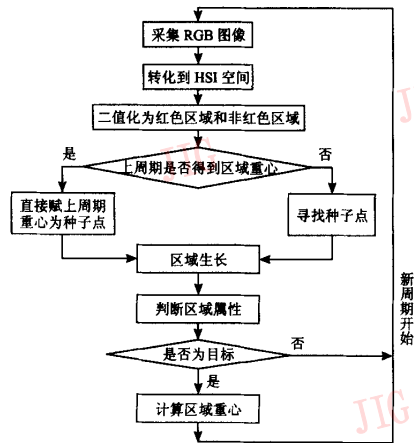 采集 RGB 图像
转化到 HSI 空间
二值化为红色区域和非红色区域
是
上周期是否得到区域重心
否
直接赋上周期
重心为种子点
寻找种子点
区域生长
判断区域属性
是否为目标
否
是
计算区域重心
新周期开始
JIG
JIG
J